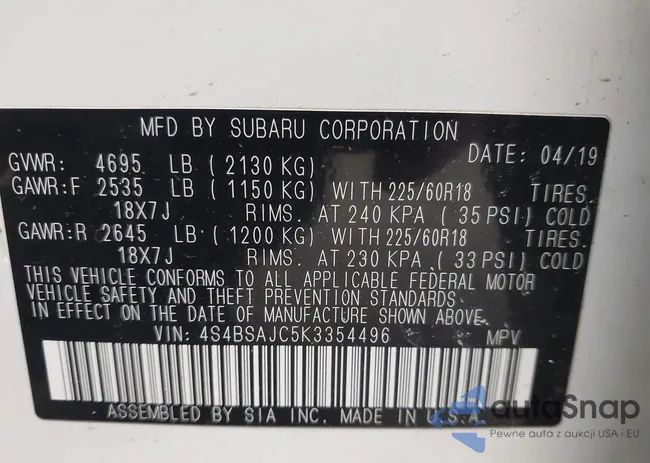 MFD BY SUBARU CORPORATION
GVWR: 4695 LB ( 2130 KG) DATE: 04/19
GAWR:F 2535 LB ( 1150 KG) WITH 225/60R18 TIRES.
18X7J RIMS. AT 240 KPA ( 35 PSI) COLD
GAWR:R 2645 LB ( 1200 KG) WITH 225/60R18 TIRES.
18X7J RIMS. AT 230 KPA ( 33 PSI) COLD
THIS VEHICLE CONFORMS TO ALL APPLICABLE FEDERAL MOTOR
VEHICLE SAFETY AND THEFT PREVENTION STANDARDS
IN EFFECT ON THE DATE OF MANUFACTURE SHOWN ABOVE.
VIN: 4S4BSAJC5K3354496 MPV
ASSEMBLED BY SIA INC. MADE IN U.S.A
autoSnap
Pewne auta z aukcji USA i EU